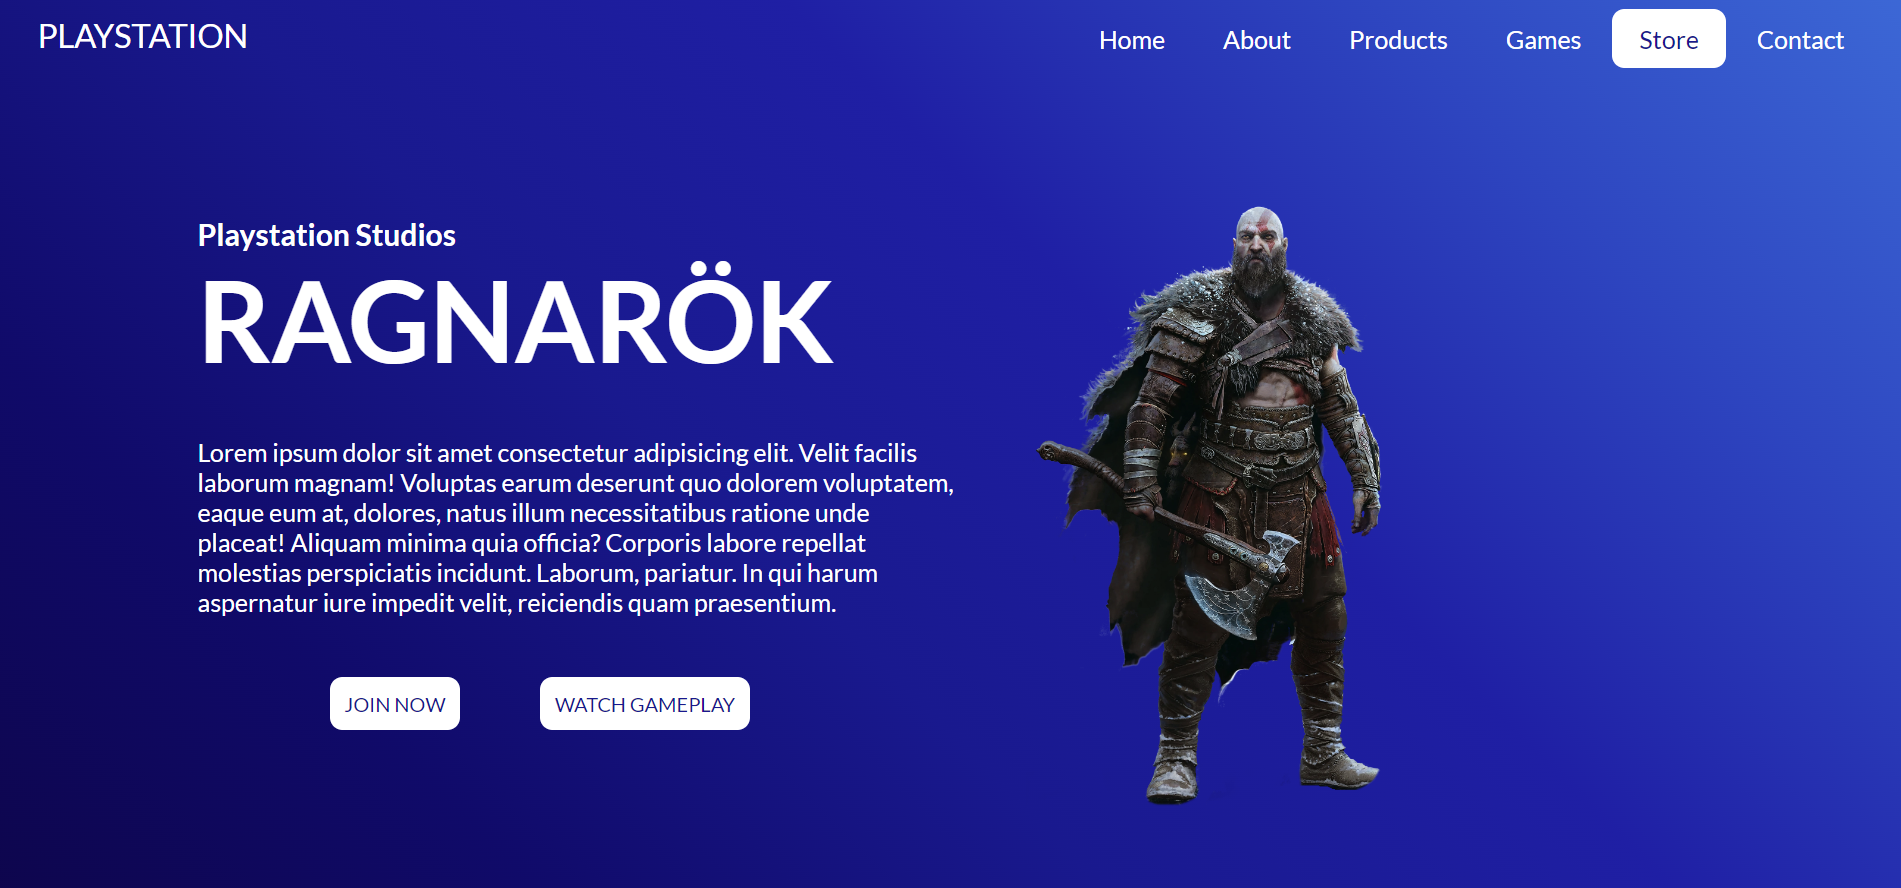 PLAYSTATION
Home About Products Games Store Contact
Playstation Studios
RAGNARÖK
Lorem ipsum dolor sit amet consectetur adipisicing elit. Velit facilis
laborum magnam! Voluptas earum deserunt quo dolorem voluptatem,
eaque eum at, dolores, natus illum necessitatibus ratione unde
placeat! Aliquam minima quia officia? Corporis labore repellat
molestias perspiciatis incidunt. Laborum, pariatur. In qui harum
aspernatur iure impedit velit, reiciendis quam praesentium.
JOIN NOW WATCH GAMEPLAY